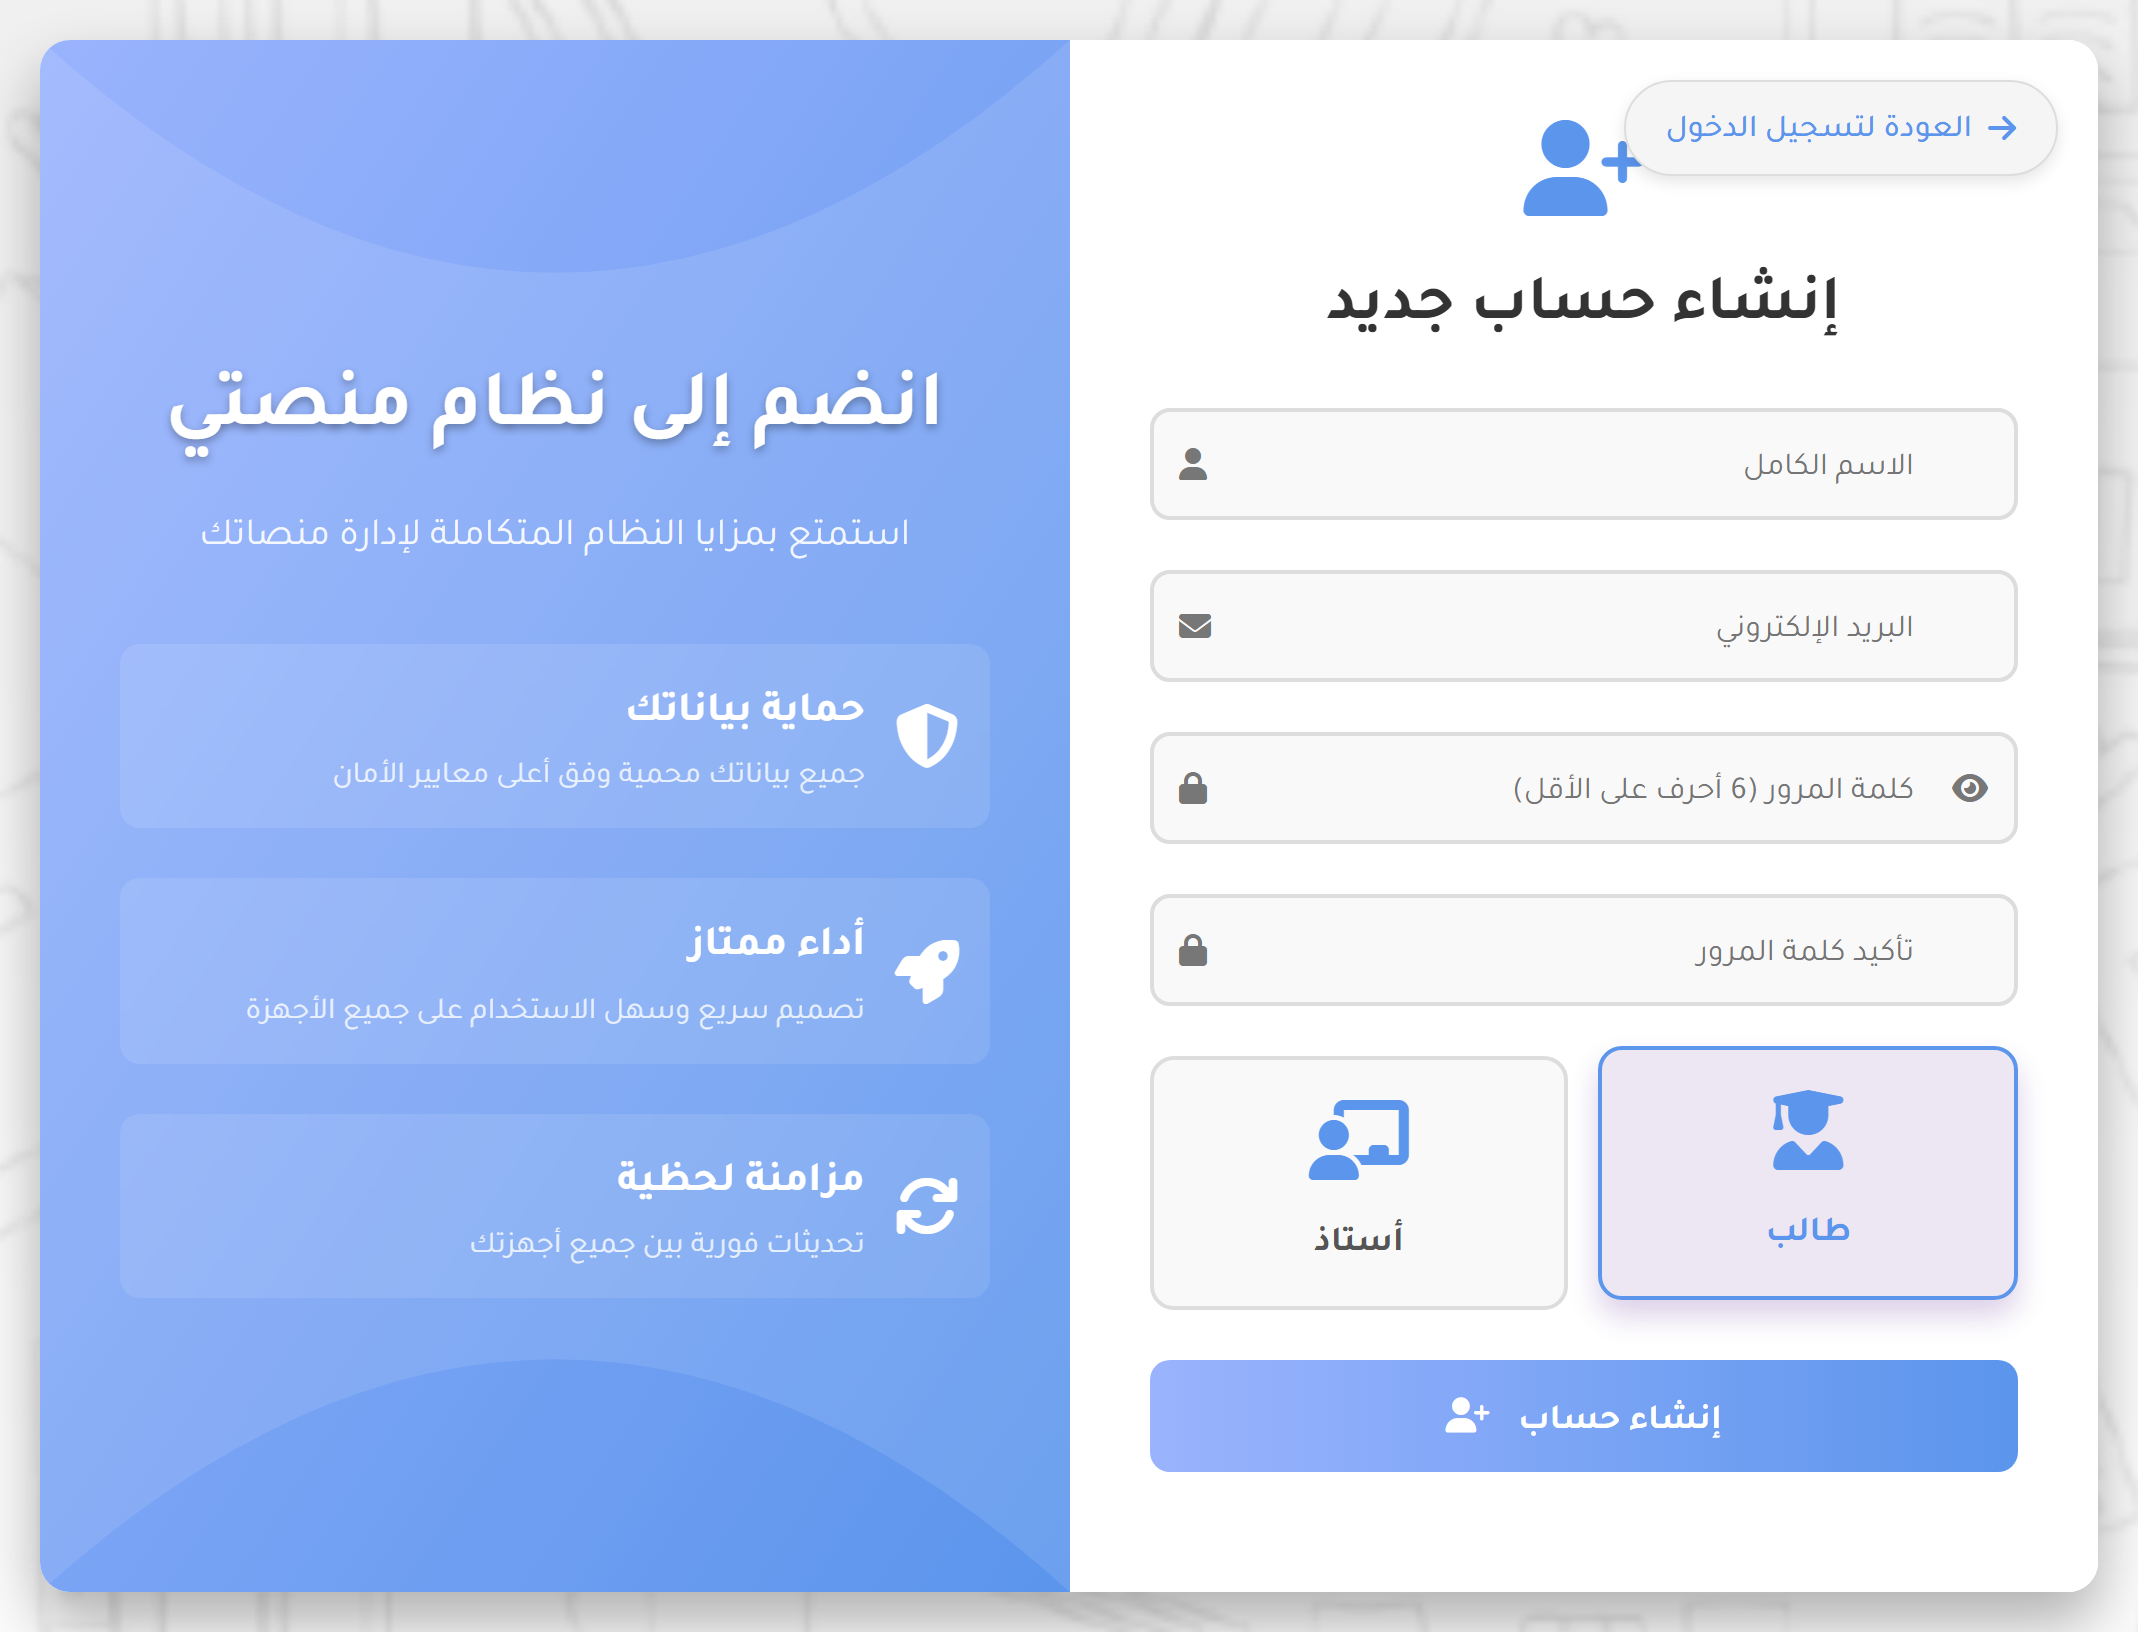 العودة لتسجيل الدخول
إنشاء حساب جديد
الاسم الكامل
البريد الإلكتروني
كلمة المرور (6 أحرف على الأقل)
تأكيد كلمة المرور
طالب
أستاذ
إنشاء حساب
انضم إلى نظام منصتي
استمتع بمزايا النظام المتكاملة لإدارة منصاتك
حماية بياناتك
جميع بياناتك محمية وفق أعلى معايير الأمان
أداء ممتاز
تصميم سريع وسهل الاستخدام على جميع الأجهزة
مزامنة لحظية
تحديثات فورية بين جميع أجهزتك